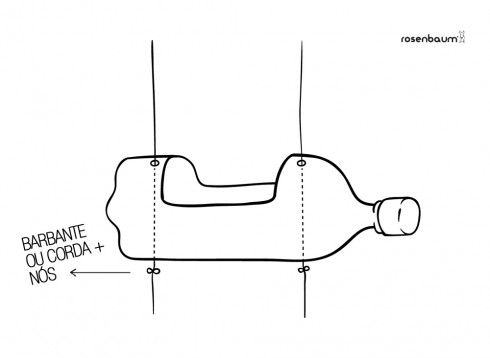 rosenbaum
BARBANTE
OU CORDA +
NÓS